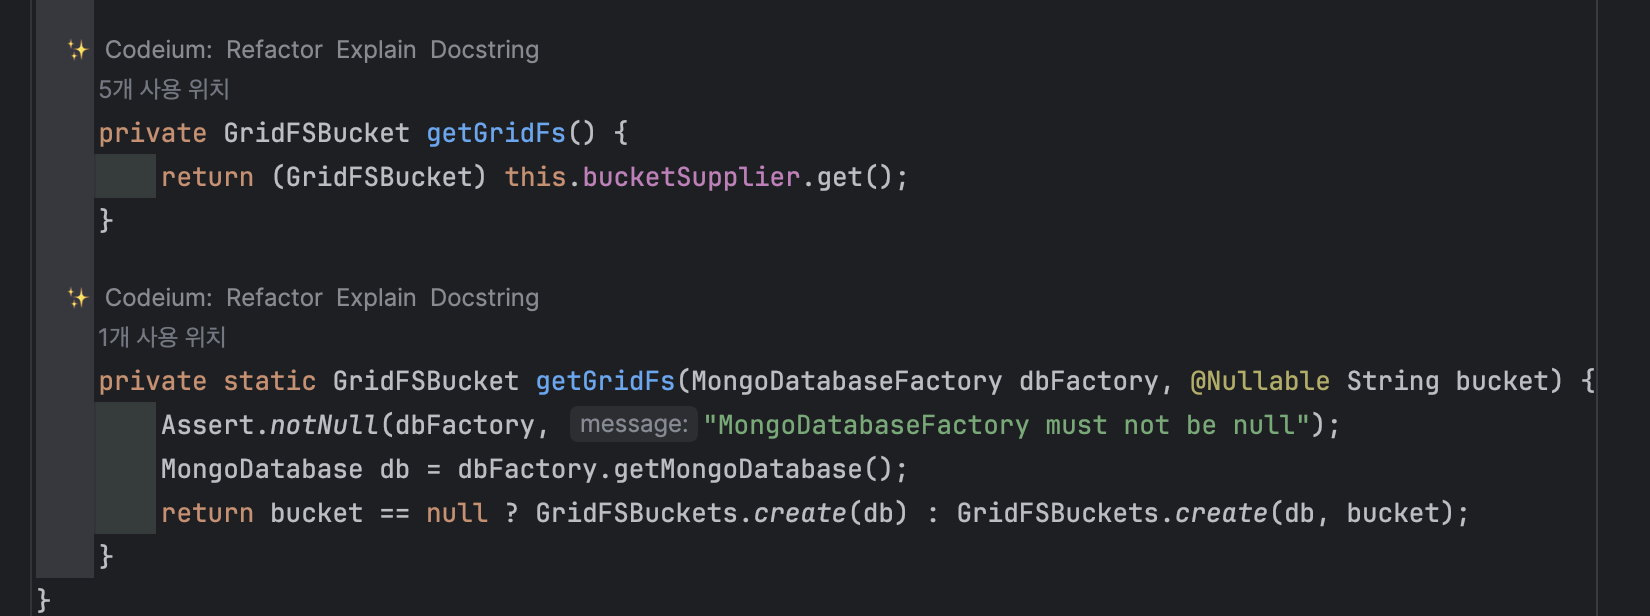 ✨ Codeium: Refactor Explain Docstring
5개 사용 위치
private GridFSBucket getGridFs() {
return (GridFSBucket) this.bucketSupplier.get();
}
✨ Codeium: Refactor Explain Docstring
1개 사용 위치
private static GridFSBucket getGridFs(MongoDatabaseFactory dbFactory, @Nullable String bucket) {
Assert.notNull(dbFactory, message: "MongoDatabaseFactory must not be null");
MongoDatabase db = dbFactory.getMongoDatabase();
return bucket == null ? GridFSBuckets.create(db) : GridFSBuckets.create(db, bucket);
}
}